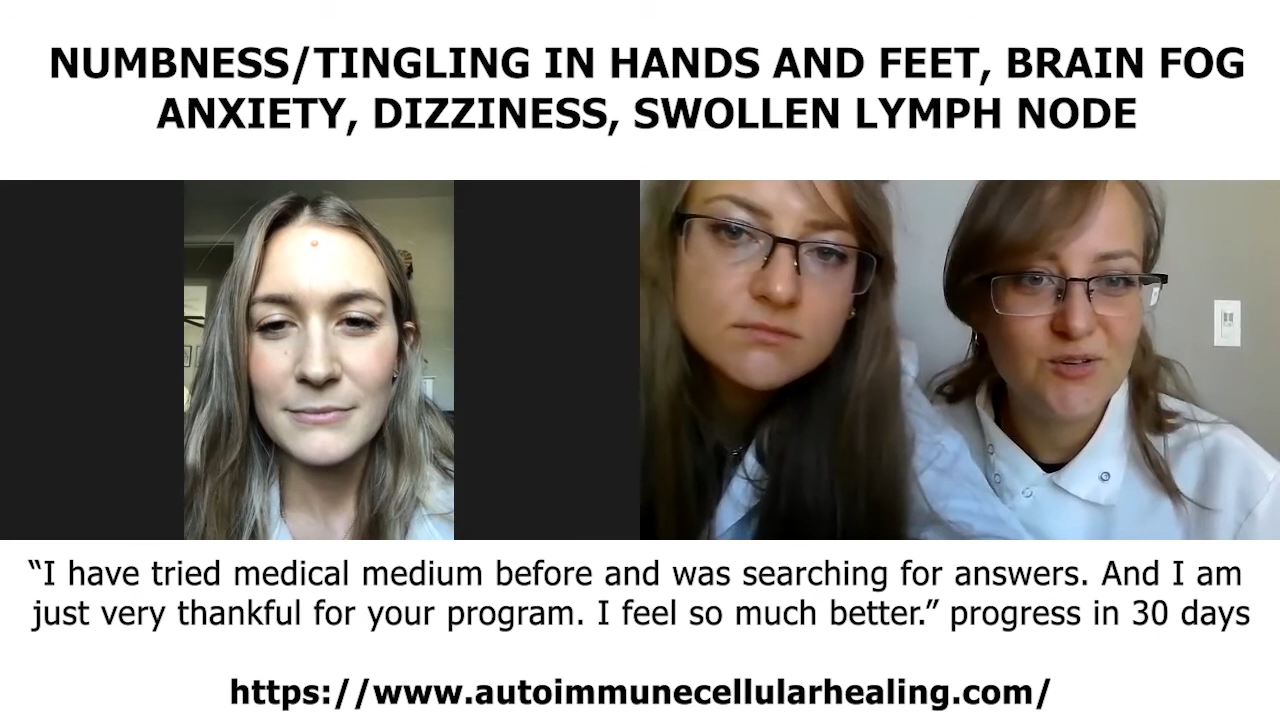 NUMBNESS/TINGLING IN HANDS AND FEET, BRAIN FOG
ANXIETY, DIZZINESS, SWOLLEN LYMPH NODE
“I have tried medical medium before and was searching for answers. And I am
just very thankful for your program. I feel so much better.” progress in 30 days
https://www.autoimmunecellularhealing.com/